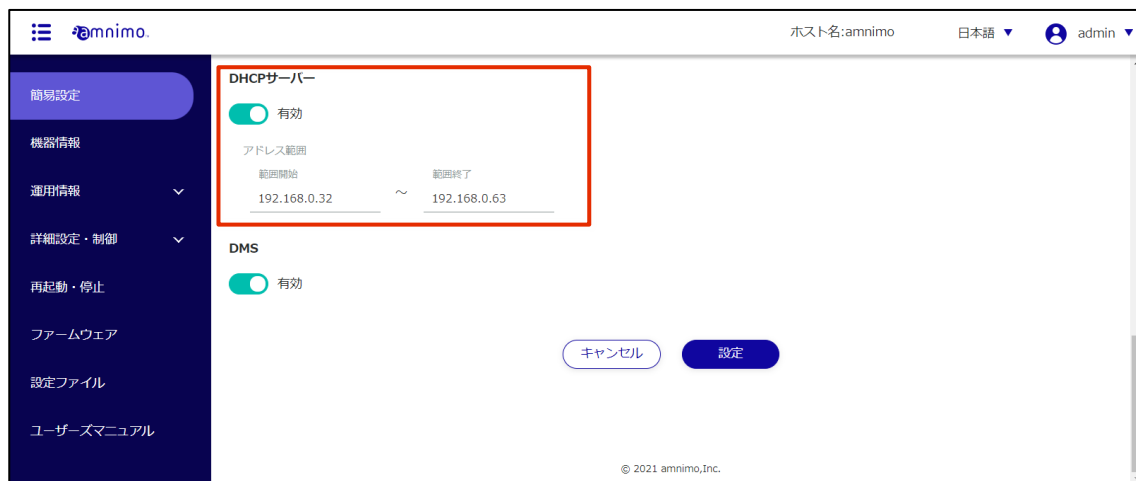 amnimo.
ホスト名:amnimo
日本語 ▼
admin ▼
簡易設定
機器情報
運用情報
詳細設定・制御
再起動・停止
ファームウェア
設定ファイル
ユーザーズマニュアル
DHCPサーバー
有効
アドレス範囲
範囲開始 範囲終了
192.168.0.32 ～ 192.168.0.63
DMS
有効
キャンセル 設定
© 2021 amnimo,Inc.